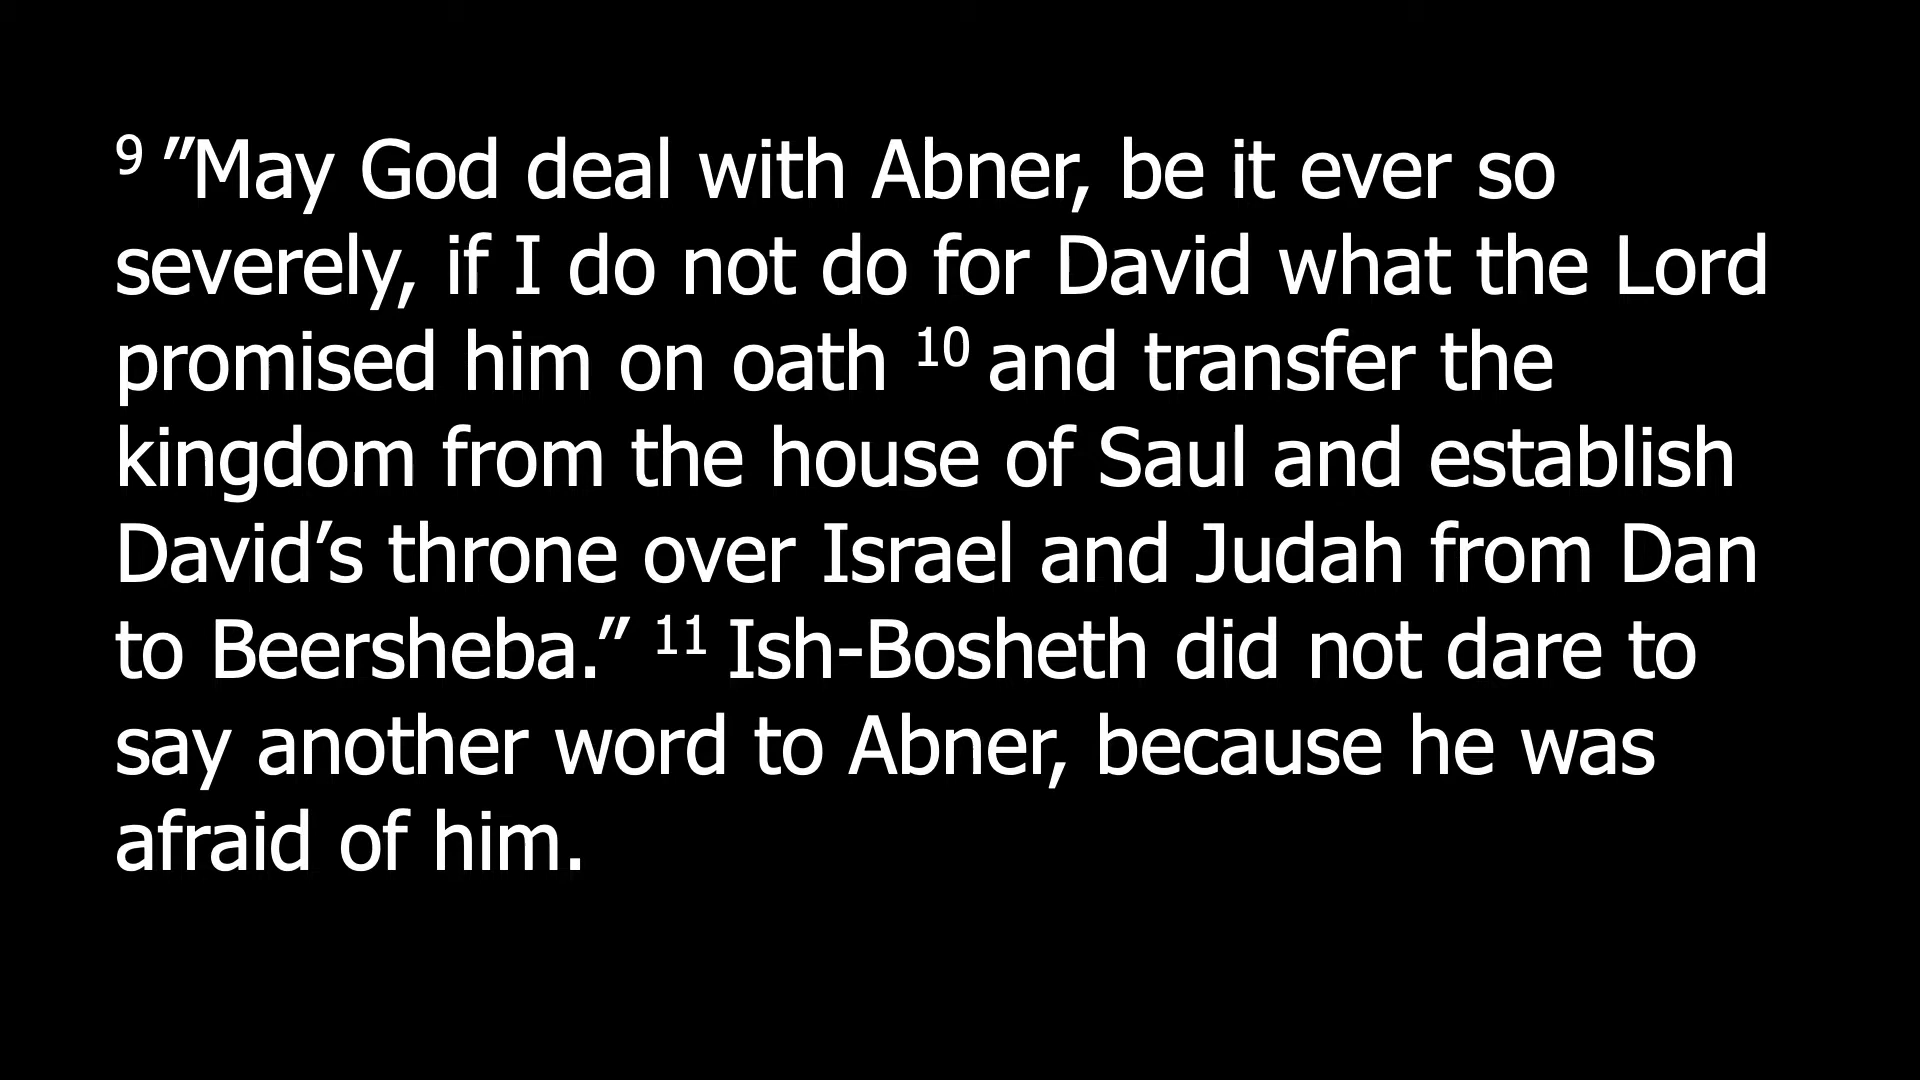 9 ”May God deal with Abner, be it ever so
severely, if I do not do for David what the Lord
promised him on oath 10 and transfer the
kingdom from the house of Saul and establish
David’s throne over Israel and Judah from Dan
to Beersheba.” 11 Ish-Bosheth did not dare to
say another word to Abner, because he was
afraid of him.